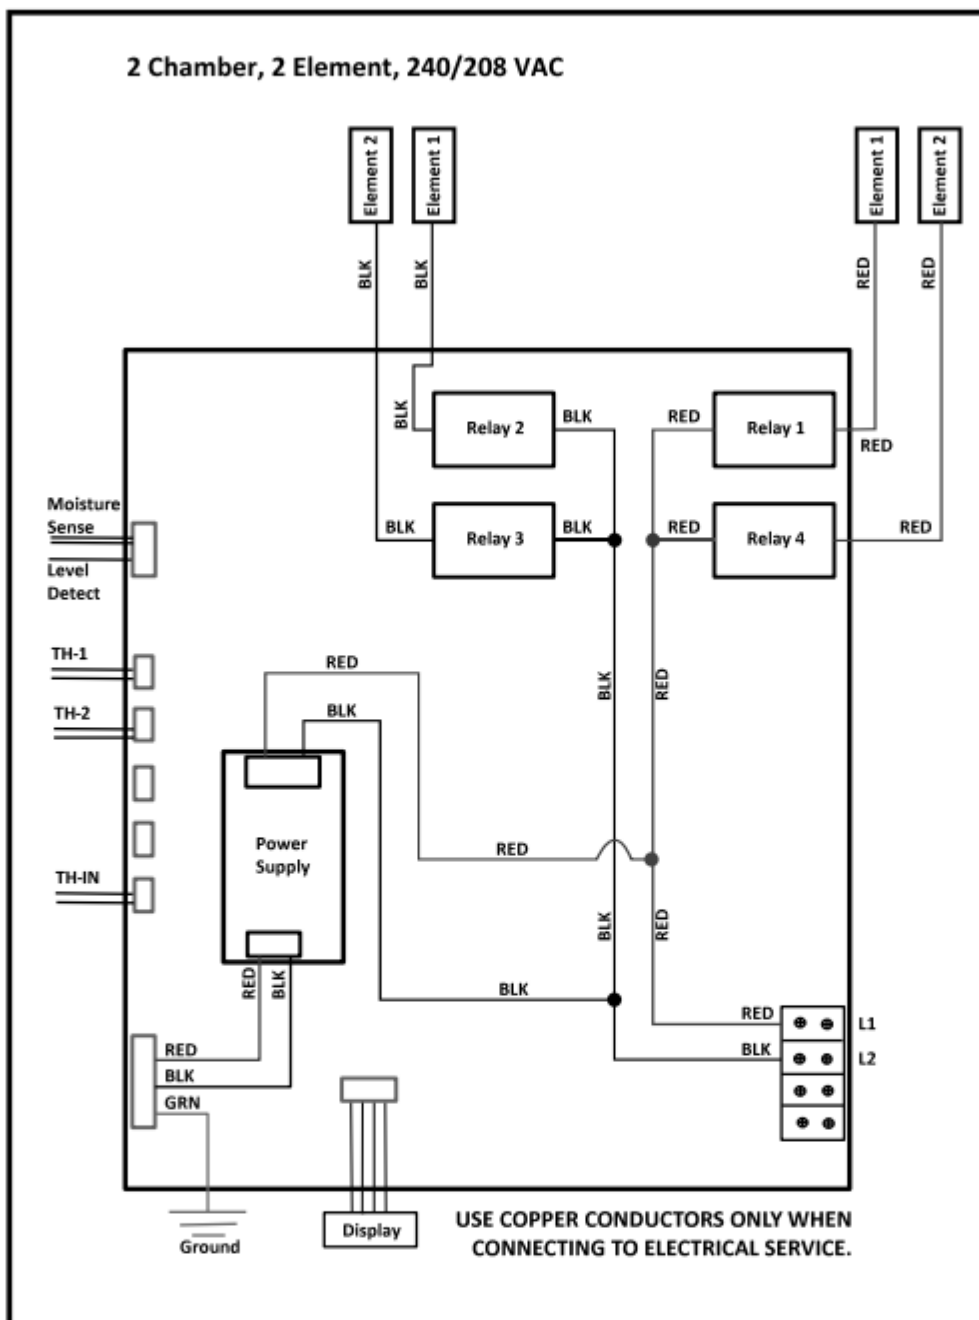 2 Chamber, 2 Element, 240/208 VAC
Element 2
Element 1
Element 1
Element 2
BLK
BLK
RED
RED
BLK
Relay 2
BLK
RED
Relay 1
RED
BLK
Relay 3
BLK
RED
Relay 4
RED
Moisture
Sense
Level
Detect
TH-1
RED
BLK
RED
TH-2
BLK
Power
Supply
RED
TH-IN
BLK
RED
RED
BLK
BLK
RED
L1
BLK
L2
RED
BLK
GRN
Ground
Display
USE COPPER CONDUCTORS ONLY WHEN
CONNECTING TO ELECTRICAL SERVICE.